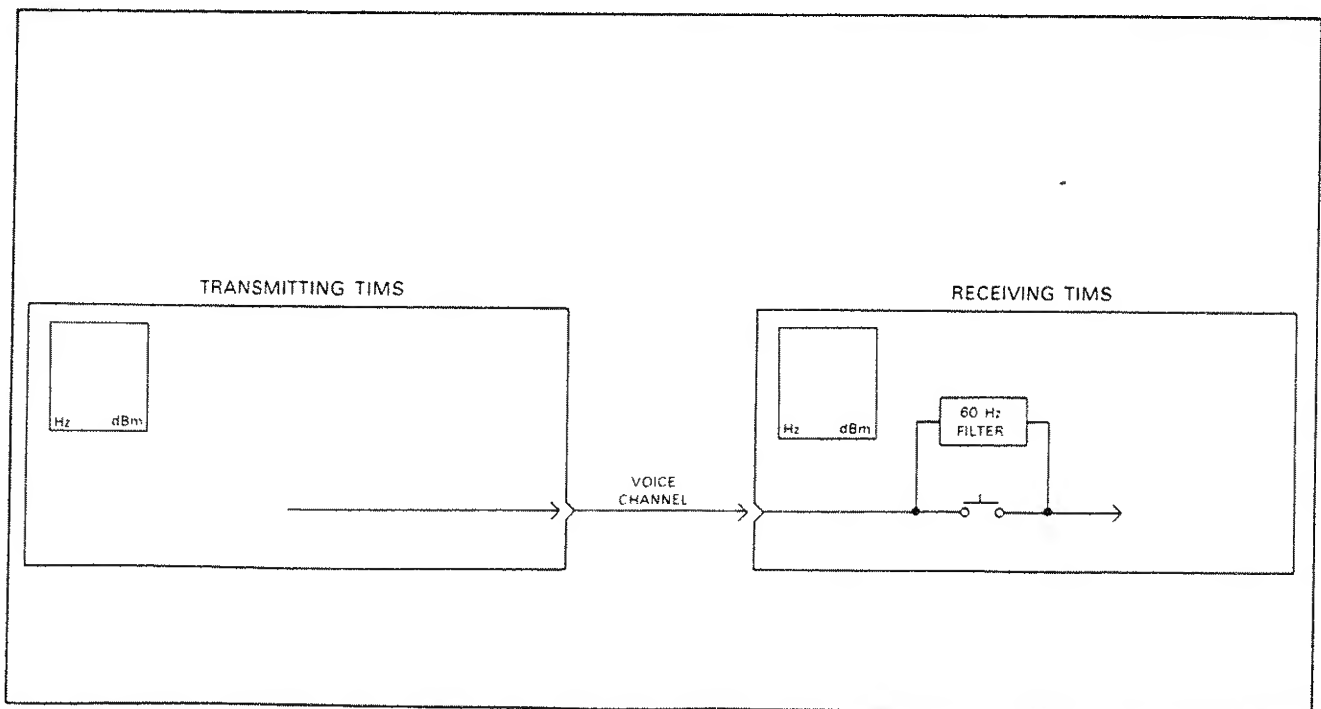 TRANSMITTING TIMS
Hz dBm
VOICE
CHANNEL
RECEIVING TIMS
Hz dBm
60 Hz
FILTER